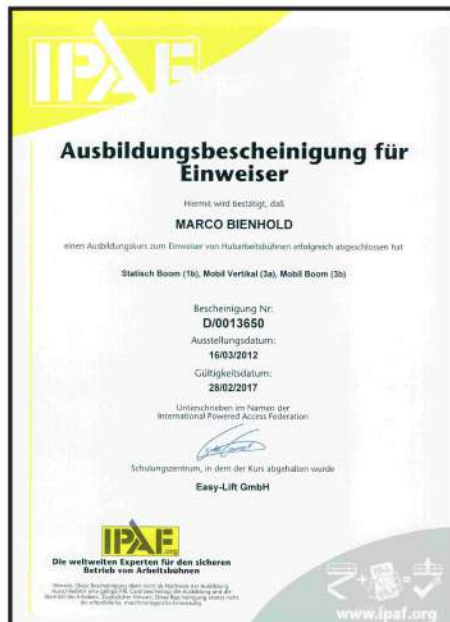 IPAF
Ausbildungsbescheinigung für
Einweiser
Hiermit wird bestätigt, daß
MARCO BIENHOLD
einen Ausbildungskurs zum Einweiser von Hubarbeitsbühnen erfolgreich abgeschlossen hat
Statisch Boom (1b), Mobil Vertikal (3a), Mobil Boom (3b)
Bescheinigung Nr:
D/0013650
Ausstellungsdatum:
16/03/2012
Gültigkeitsdatum:
28/02/2017
Unterschrieben im Namen der
International Powered Access Federation
Schulungszentrum, in dem der Kurs abgehalten wurde
Easy-Lift GmbH
IPAF
.org
Die weltweiten Experten für den sicheren
Betrieb von Arbeitsbühnen
www.ipaf.org